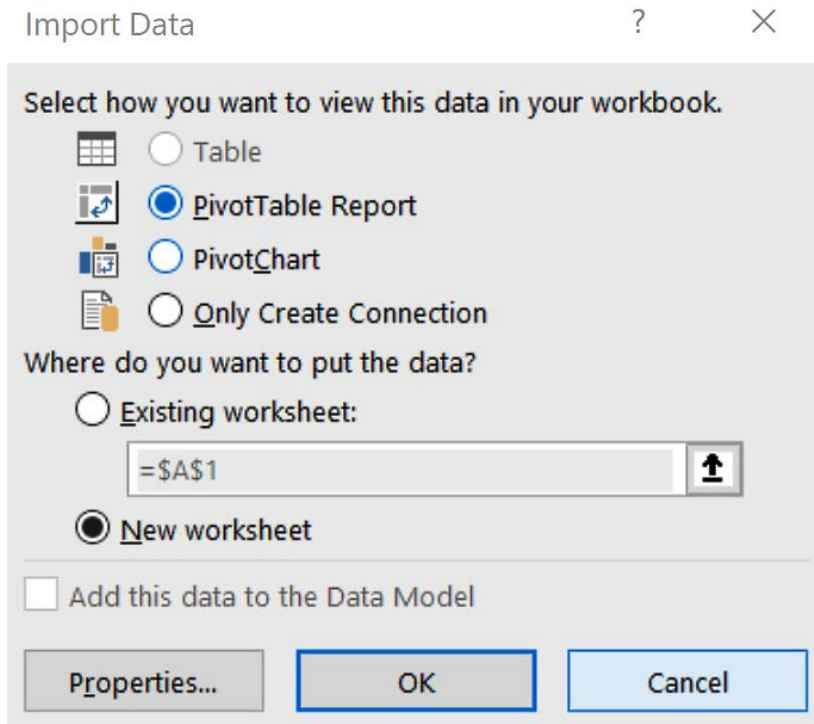 Import Data ? ×
Select how you want to view this data in your workbook.
Table
PivotTable Report
PivotChart
Only Create Connection
Where do you want to put the data?
Existing worksheet:
=$A$1
New worksheet
Add this data to the Data Model
Properties... OK Cancel